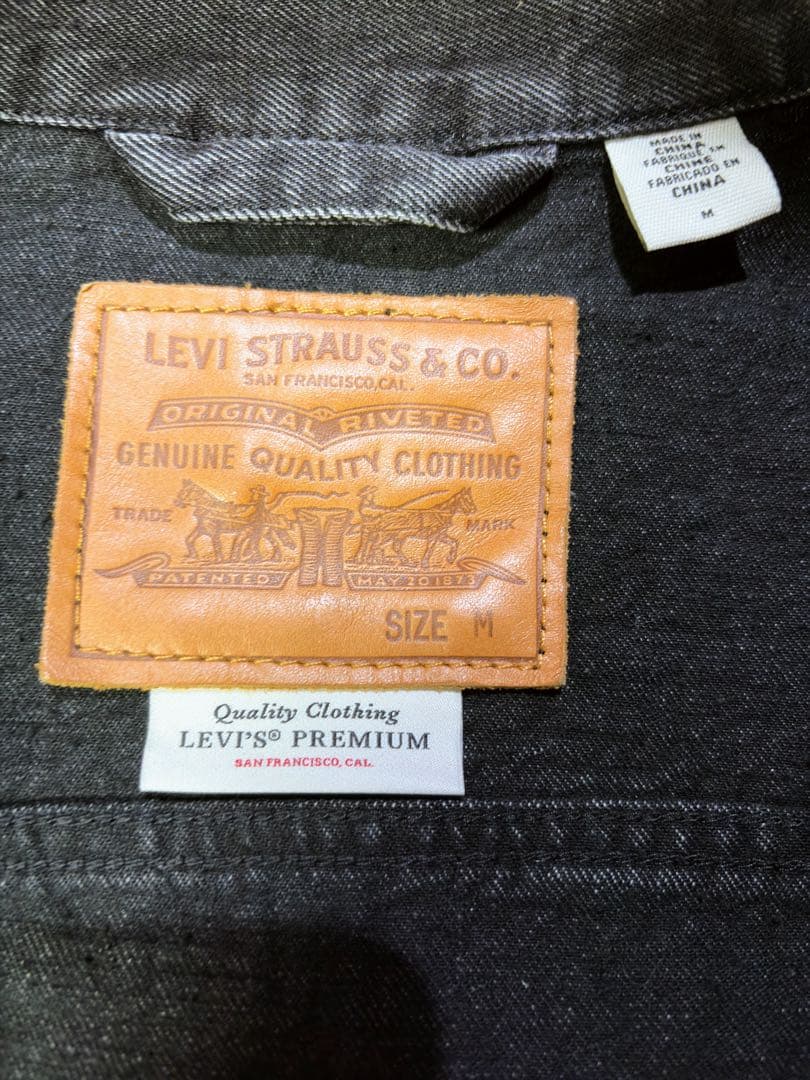 MADE IN
CHINA
FABRIQUÉ EN
CHINE
FABRICADO EN
CHINA
M
LEVI STRAUSS & CO.
SAN FRANCISCO, CAL.
ORIGINAL RIVETED
GENUINE QUALITY CLOTHING
TRADE MARK
PATENTED MAY 20 1873
SIZE M
Quality Clothing
LEVI'S® PREMIUM
SAN FRANCISCO, CAL.